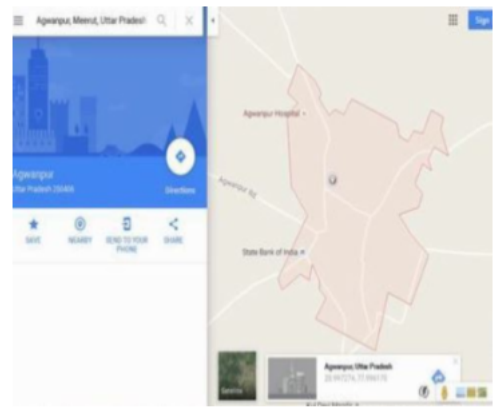 Agwanpur, Meerut, Uttar Pradesh
Sign
Agwanpur Hospital
Agwanpur
Uttar Pradesh 250406
Directions
Agwanpur Rd
SAVE
NEARBY
SEND TO YOUR
PHONE
SHARE
State Bank of India
Agwanpur, Uttar Pradesh